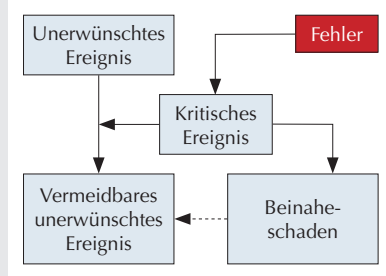 Unerwünschtes
Ereignis
Fehler
Kritisches
Ereignis
Vermeidbares
unerwünschtes
Ereignis
Beinahe-
schaden